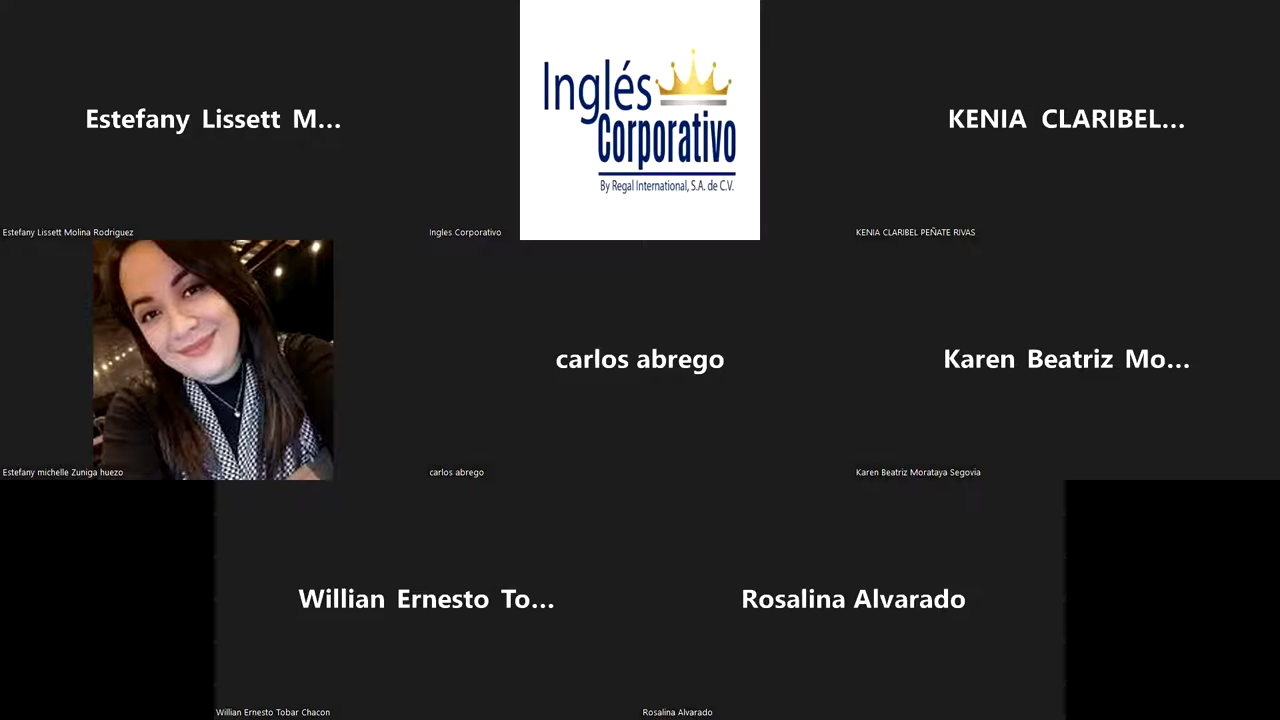 Estefany Lissett M...
Inglés
Corporativo
By Regal International, S.A. de C.V.
KENIA CLARIBEL...
Estefany Lissett Molina Rodriguez
Ingles Corporativo
KENIA CLARIBEL PEÑATE RIVAS
carlos abrego
Karen Beatriz Mo...
Estefany michelle Zuniga huezo
carlos abrego
Karen Beatriz Morataya Segovia
Willian Ernesto To...
Rosalina Alvarado
Willian Ernesto Tobar Chacon
Rosalina Alvarado